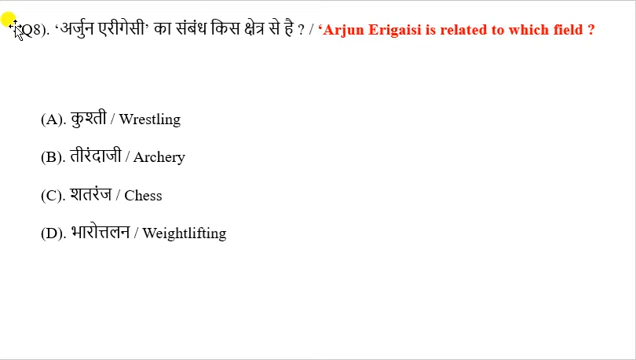 Q8). ‘अर्जुन एरीगेसी’ का संबंध किस क्षेत्र से है ? / ‘Arjun Erigaisi is related to which field ?
(A). कुश्ती / Wrestling
(B). तीरंदाजी / Archery
(C). शतरंज / Chess
(D). भारोत्तलन / Weightlifting